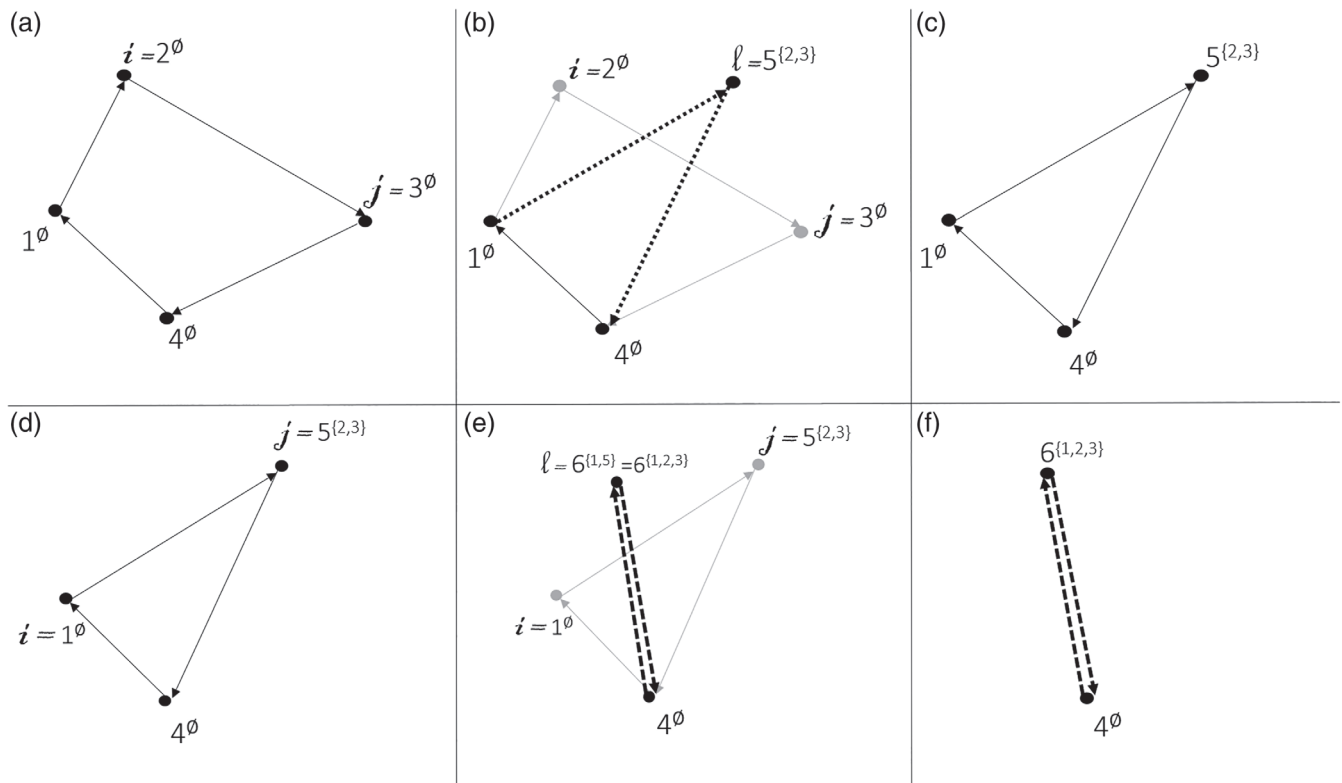 (a)
𝒊 = 2^∅
𝒋 = 3^∅
1^∅
4^∅
(b)
𝒊 = 2^∅
ℓ = 5^{2,3}
𝒋 = 3^∅
1^∅
4^∅
(c)
5^{2,3}
1^∅
4^∅
(d)
𝒋 = 5^{2,3}
𝒊 = 1^∅
4^∅
(e)
𝒋 = 5^{2,3}
ℓ = 6^{1,5} = 6^{1,2,3}
𝒊 = 1^∅
4^∅
(f)
6^{1,2,3}
4^∅